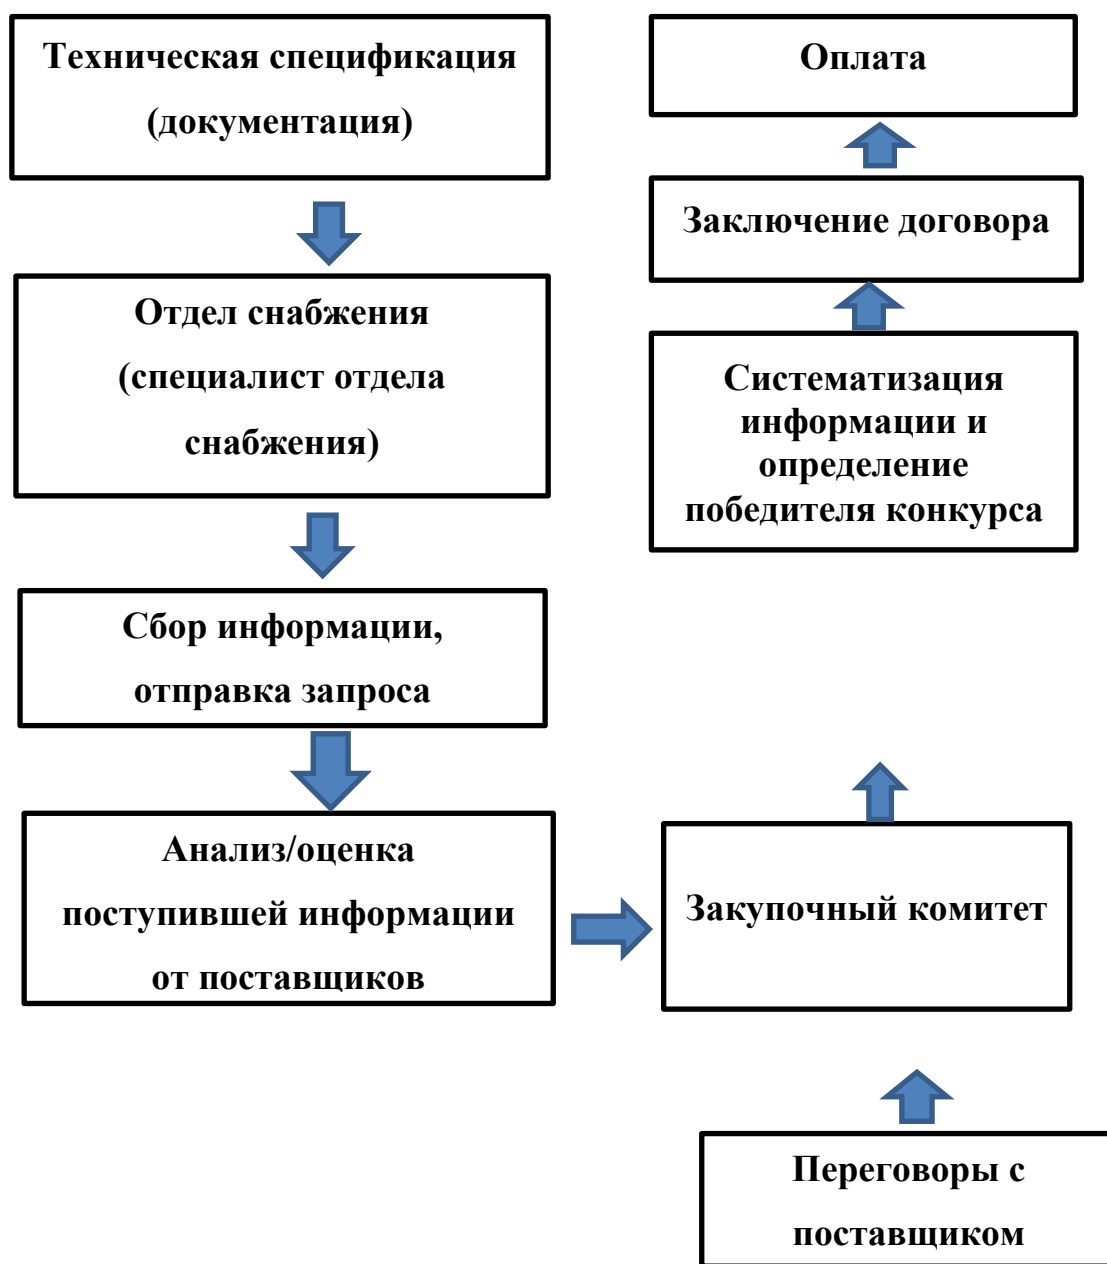 Техническая спецификация
(документация)
Отдел снабжения
(специалист отдела
снабжения)
Сбор информации,
отправка запроса
Анализ/оценка
поступившей информации
от поставщиков
Оплата
Заключение договора
Систематизация
информации и
определение
победителя конкурса
Закупочный комитет
Переговоры с
поставщиком